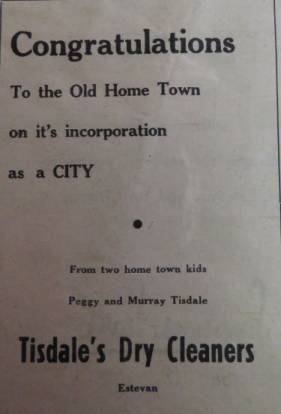 Congratulations
To the Old Home Town
on it's incorporation
as a CITY
From two home town kids
Peggy and Murray Tisdale
Tisdale's Dry Cleaners
Estevan